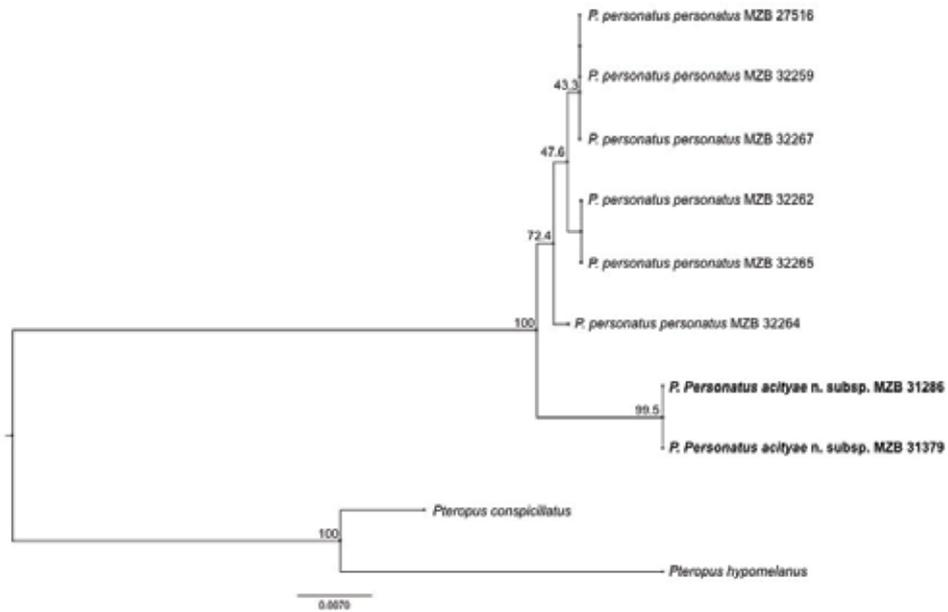 P. personatus personatus MZB 27516
P. personatus personatus MZB 32259
43.3
P. personatus personatus MZB 32267
47.6
P. personatus personatus MZB 32262
72.4
P. personatus personatus MZB 32265
100
P. personatus personatus MZB 32264
P. Personatus acityae n. subsp. MZB 31286
99.5
P. Personatus acityae n. subsp. MZB 31379
Pteropus conspicillatus
100
Pteropus hypomelanus
0.0070